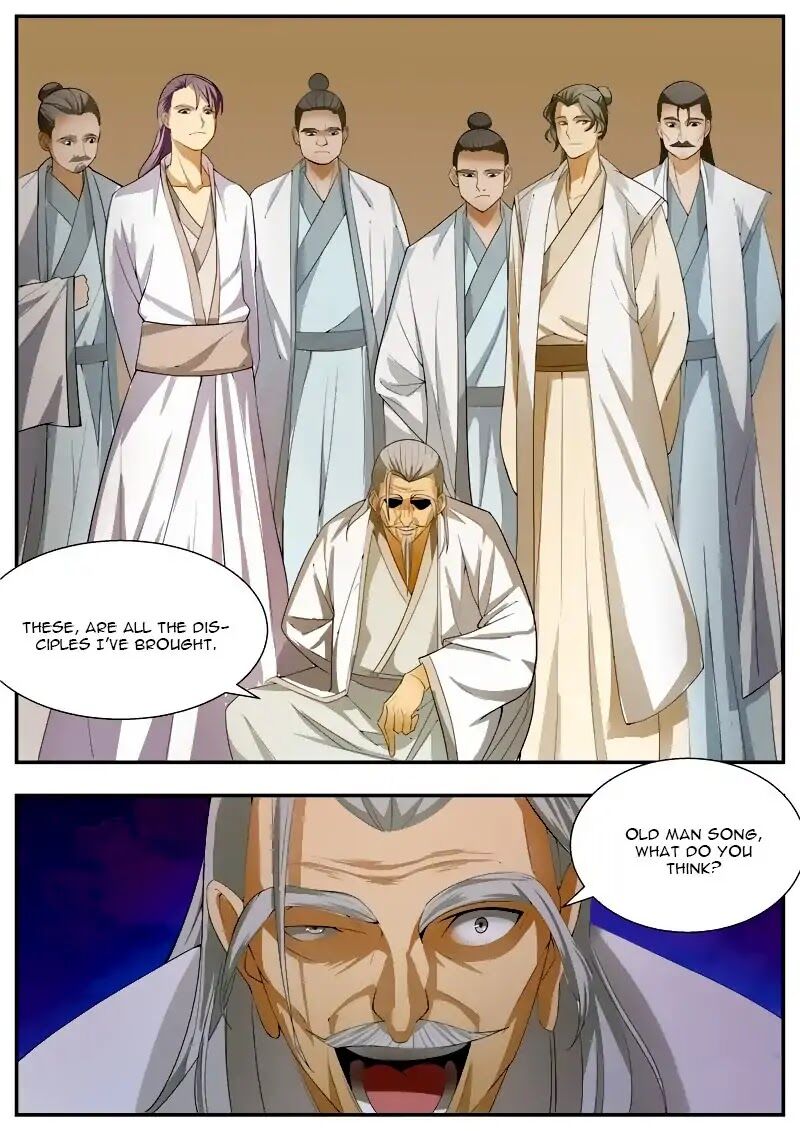 THESE, ARE ALL THE DIS-
CIPLES I'VE BROUGHT.
OLD MAN SONG,
WHAT DO YOU
THINK?